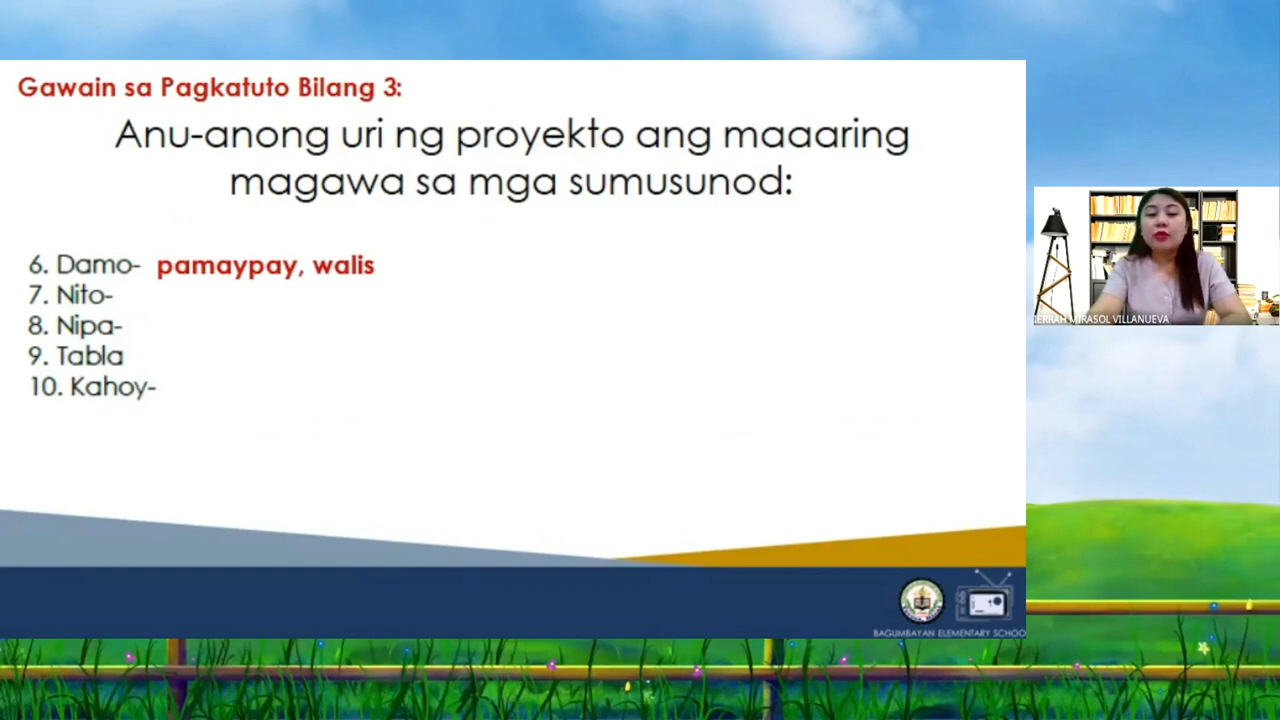 Gawain sa Pagkatuto Bilang 3:
Anu-anong uri ng proyekto ang maaaring
magawa sa mga sumusunod:
6. Damo- pamaypay, walis
7. Nito-
8. Nipa-
9. Tabla
10. Kahoy-
MIRASOL VILLANUEVA
BAGUMBAYAN ELEMENTARY SCHOO